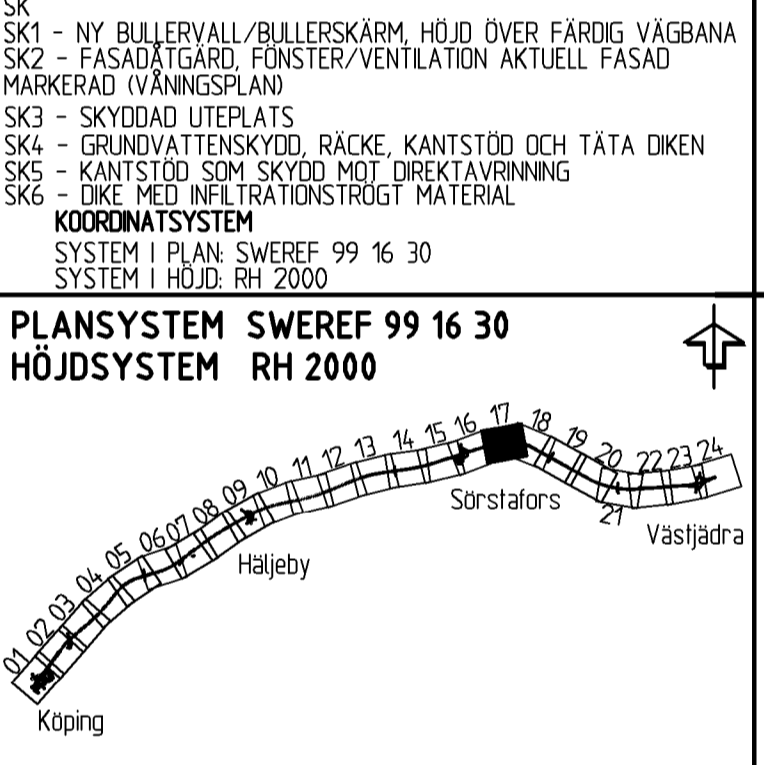 SK
SK1 - NY BULLERVALL/BULLERSKÄRM, HÖJD ÖVER FÄRDIG VÄGBANA
SK2 - FASADÅTGÄRD, FÖNSTER/VENTILATION AKTUELL FASAD
MARKERAD (VÅNINGSPLAN)
SK3 - SKYDDAD UTEPLATS
SK4 - GRUNDVATTENSKYDD, RÄCKE, KANTSTÖD OCH TÄTA DIKEN
SK5 - KANTSTÖD SOM SKYDD MOT DIREKTAVRINNING
SK6 - DIKE MED INFILTRATIONSTRÖGT MATERIAL
KOORDINATSYSTEM
SYSTEM I PLAN: SWEREF 99 16 30
SYSTEM I HÖJD: RH 2000
PLANSYSTEM SWEREF 99 16 30
HÖJDSYSTEM RH 2000
01 02 03 04 05 06 07 08 09 10 11 12 13 14 15 16 17 18 19 20 21 22 23 24
Sörstafors
Västjädra
Häljeby
Köping